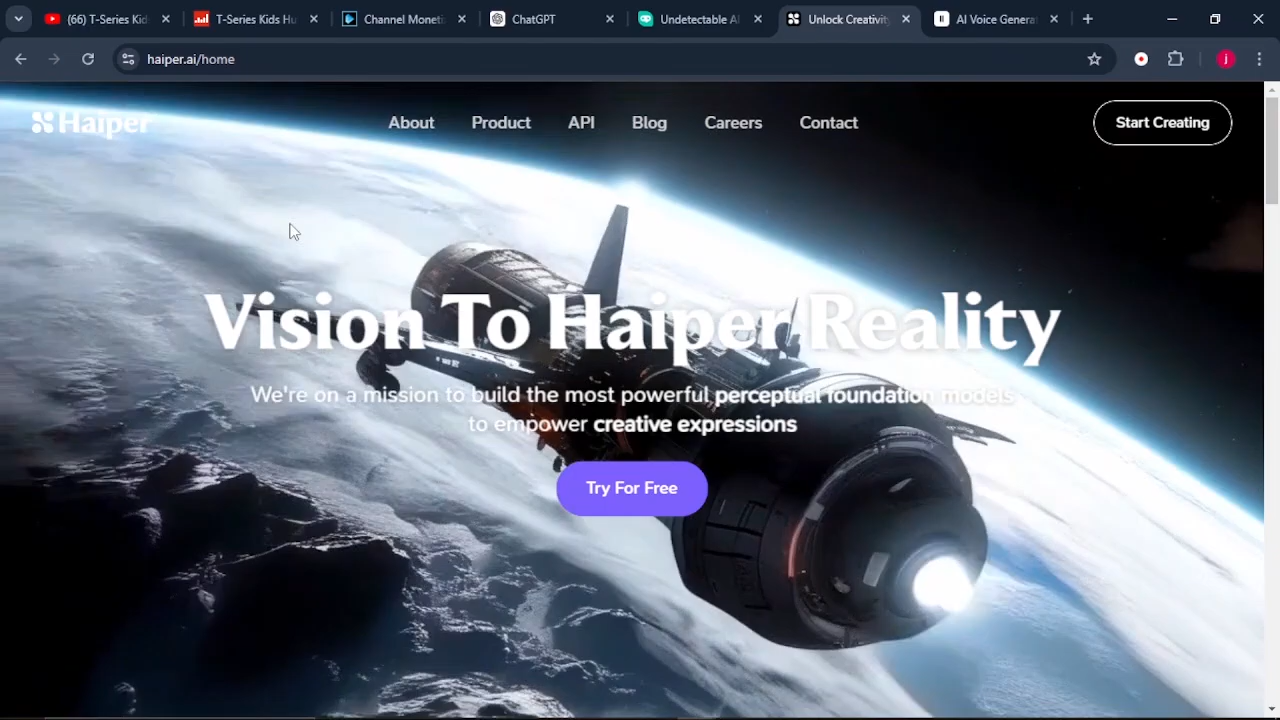 (66) T-Series Kid
T-Series Kids Hu
Channel Moneti
ChatGPT
Undetectable AI
Unlock Creativity
AI Voice Genera
haiper.ai/home
j
Haiper
About
Product
API
Blog
Careers
Contact
Start Creating
Vision To Haiper Reality
We're on a mission to build the most powerful perceptual foundation models
to empower creative expressions
Try For Free